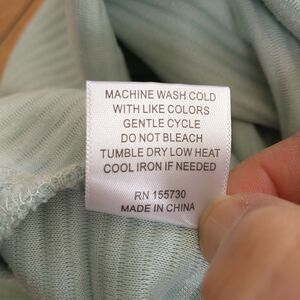 MACHINE WASH COLD
WITH LIKE COLORS
GENTLE CYCLE
DO NOT BLEACH
TUMBLE DRY LOW HEAT
COOL IRON IF NEEDED
RN 155730
MADE IN CHINA